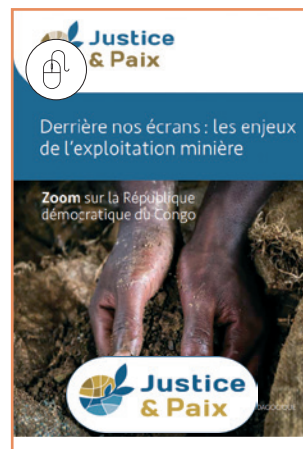 Justice
& Paix
Derrière nos écrans : les enjeux
de l'exploitation minière
Zoom sur la République
démocratique du Congo
Justice
& Paix